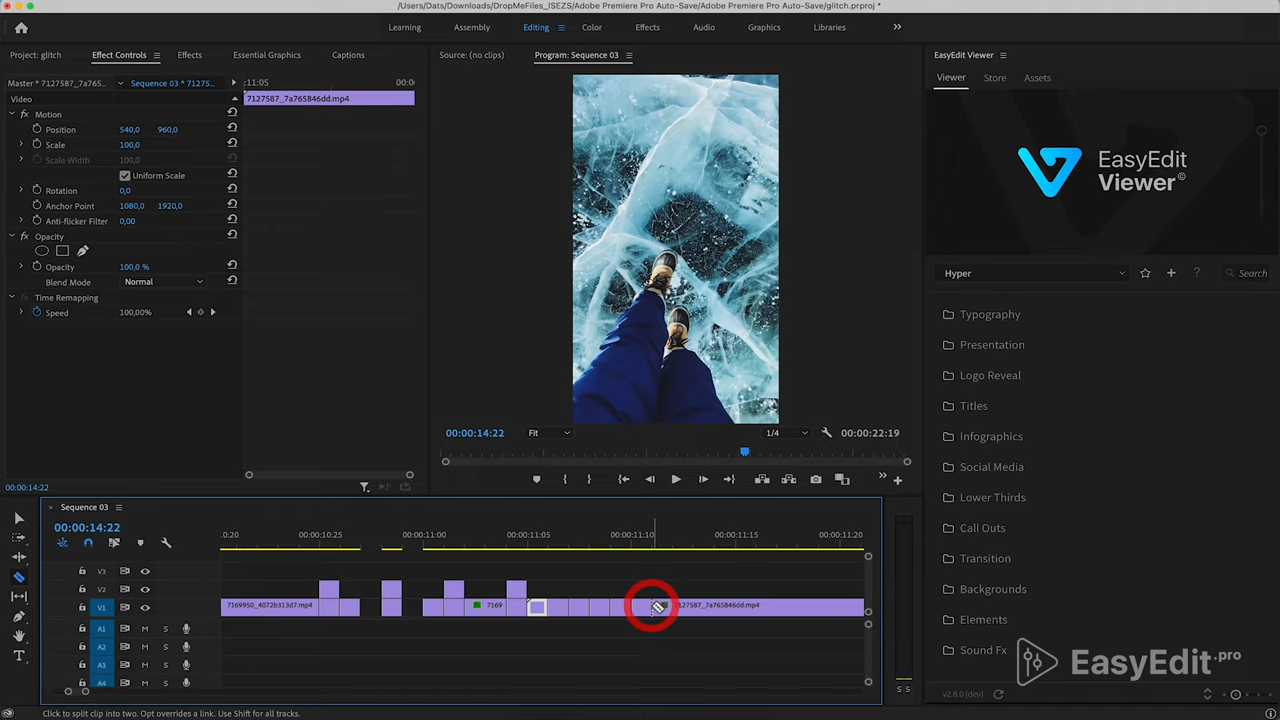 /Users/Dats/Downloads/DropMeFiles_ISEZS/Adobe Premiere Pro Auto-Save/Adobe Premiere Pro Auto-Save/glitch.prproj *
Learning Assembly Editing Color Effects Audio Graphics Libraries
Project: glitch Effect Controls Effects Essential Graphics Captions
Source: (no clips) Program: Sequence 03
EasyEdit Viewer
Viewer Store Assets
Master * 7127587_7a765... Sequence 03 * 71275... :11:05 00:0
Video
7127587_7a765846dd.mp4
Motion
Position 540,0 960,0
Scale 100,0
Scale Width 100,0
Uniform Scale
Rotation 0,0
Anchor Point 1080,0 1920,0
Anti-flicker Filter 0,00
Opacity
Opacity 100,0 %
Blend Mode Normal
Time Remapping
Speed 100,00%
00:00:14:22
00:00:14:22 Fit 1/4 00:00:22:19
EasyEdit
Viewer©
Hyper
Search
Typography
Presentation
Logo Reveal
Titles
Infographics
Social Media
Lower Thirds
Call Outs
Transition
Backgrounds
Elements
Sound Fx
v2.8.0 (dev)
EasyEdit.pro
Sequence 03
00:00:14:22
:0:20 00:00:10:25 00:00:11:00 00:00:11:05 00:00:11:10 00:00:11:15 00:00:11:20
V3
V2
V1 7169950_4072b313d7.mp4 7169 7127587_7a765846dd.mp4
A1 M S
A2 M S
A3 M S
A4 M S
S S
Click to split clip into two. Opt overrides a link. Use Shift for all tracks.